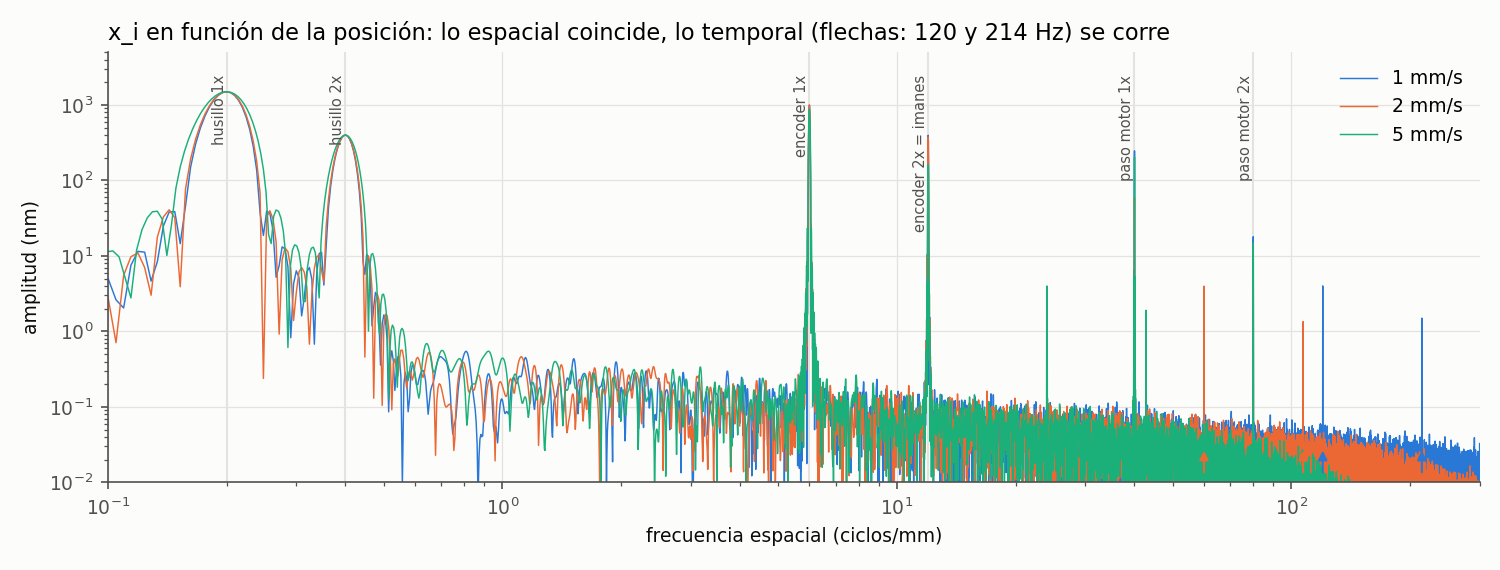 x_i en función de la posición: lo espacial coincide, lo temporal (flechas: 120 y 214 Hz) se corre
husillo 1x
husillo 2x
encoder 1x
encoder 2x = imanes
paso motor 1x
paso motor 2x
1 mm/s
2 mm/s
5 mm/s
amplitud (nm)
10³
10²
10¹
10⁰
10⁻¹
10⁻²
10⁻¹
10⁰
10¹
10²
frecuencia espacial (ciclos/mm)